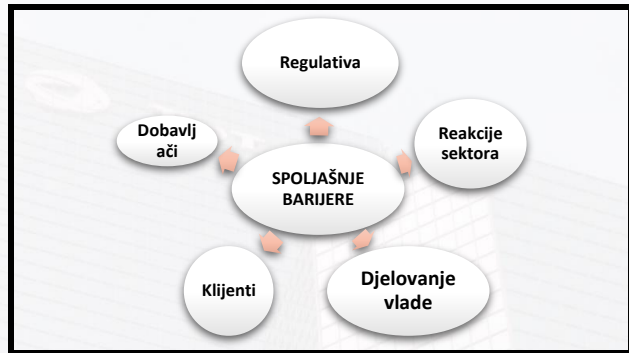 Regulativa
Dobavlj
ači
Reakcije
sektora
SPOLJAŠNJE
BARIJERE
Klijenti
Djelovanje
vlade